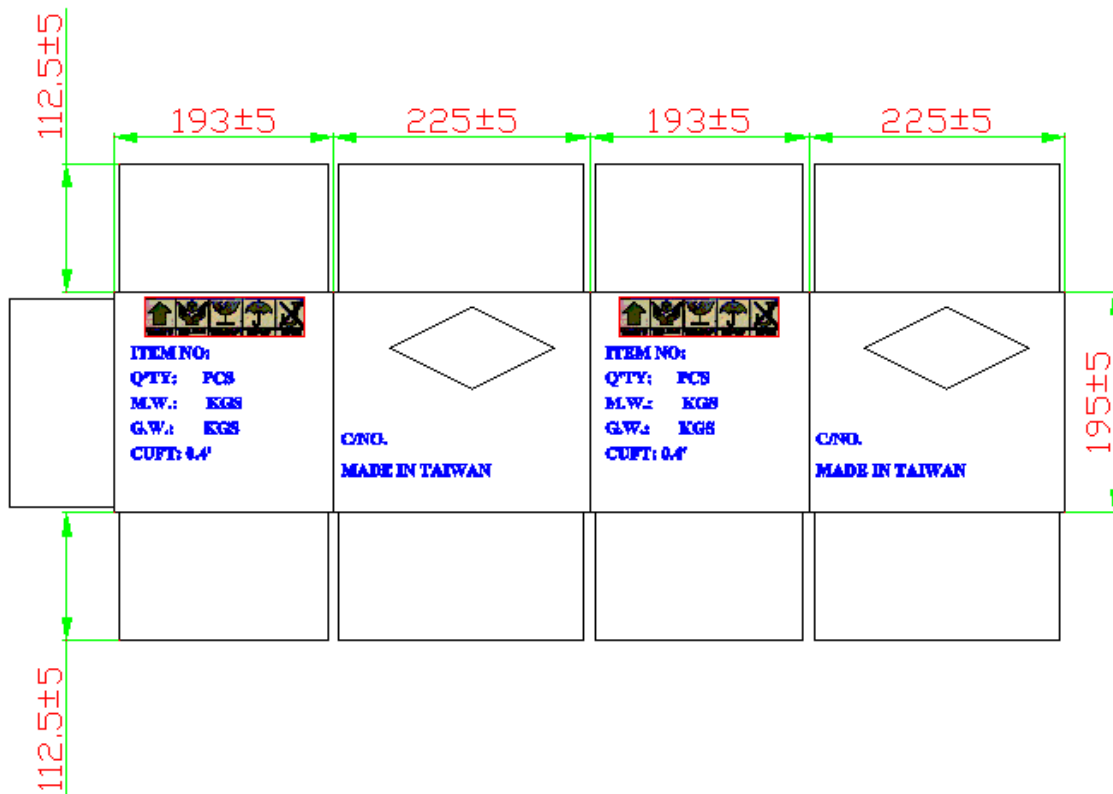 112.5±5
193±5
225±5
193±5
225±5
ITEM NO:
Q'TY: PCS
M.W.: KGS
G.W.: KGS
CUFT: 0.4'
C/NO.
MADE IN TAIWAN
ITEM NO:
Q'TY: PCS
M.W.: KGS
G.W.: KGS
CUFT: 0.4'
C/NO.
MADE IN TAIWAN
195±5
112.5±5